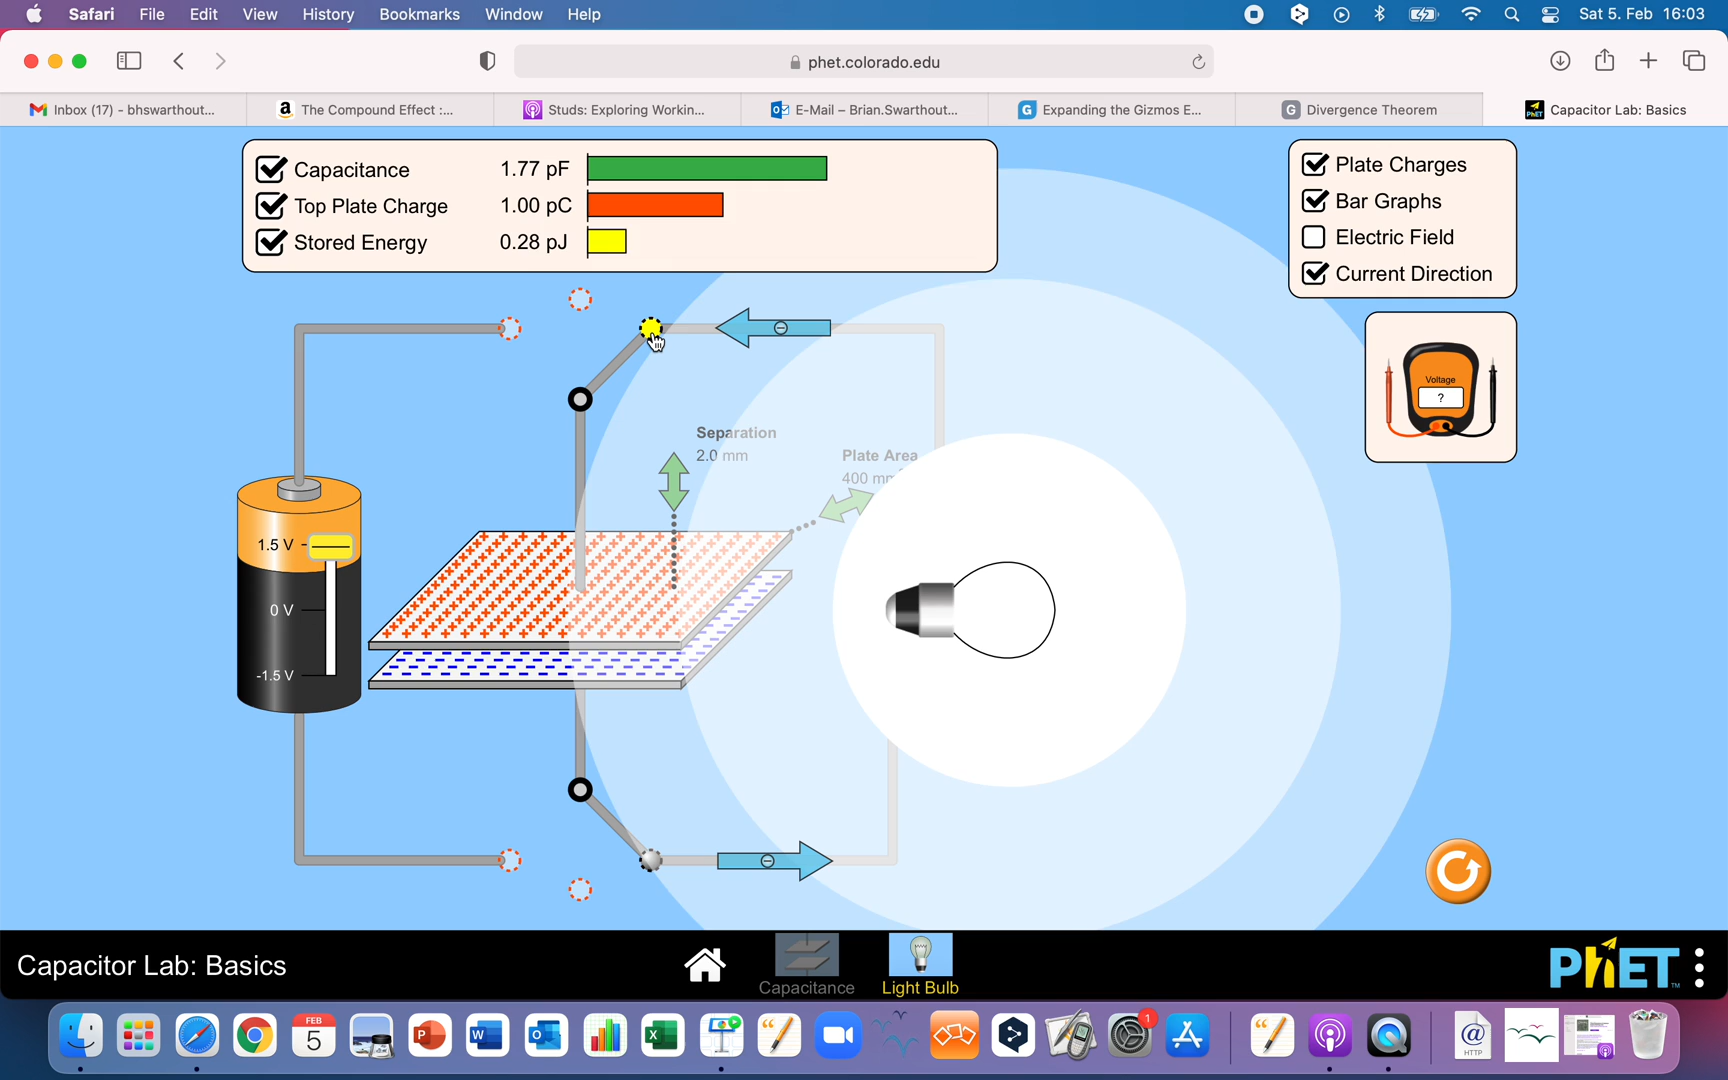 Safari File Edit View History Bookmarks Window Help Sat 5. Feb 16:03
phet.colorado.edu
Inbox (17) - bhswarthout... The Compound Effect :... Studs: Exploring Workin... E-Mail – Brian.Swarthout... Expanding the Gizmos E... Divergence Theorem Capacitor Lab: Basics
Capacitance 1.77 pF
Top Plate Charge 1.00 pC
Stored Energy 0.28 pJ
Plate Charges
Bar Graphs
Electric Field
Current Direction
Voltage
?
Separation
2.0 mm
Plate Area
400 mm
1.5 V
0 V
-1.5 V
Capacitor Lab: Basics
Capacitance
Light Bulb
PhET
FEB
5
1
HTTP